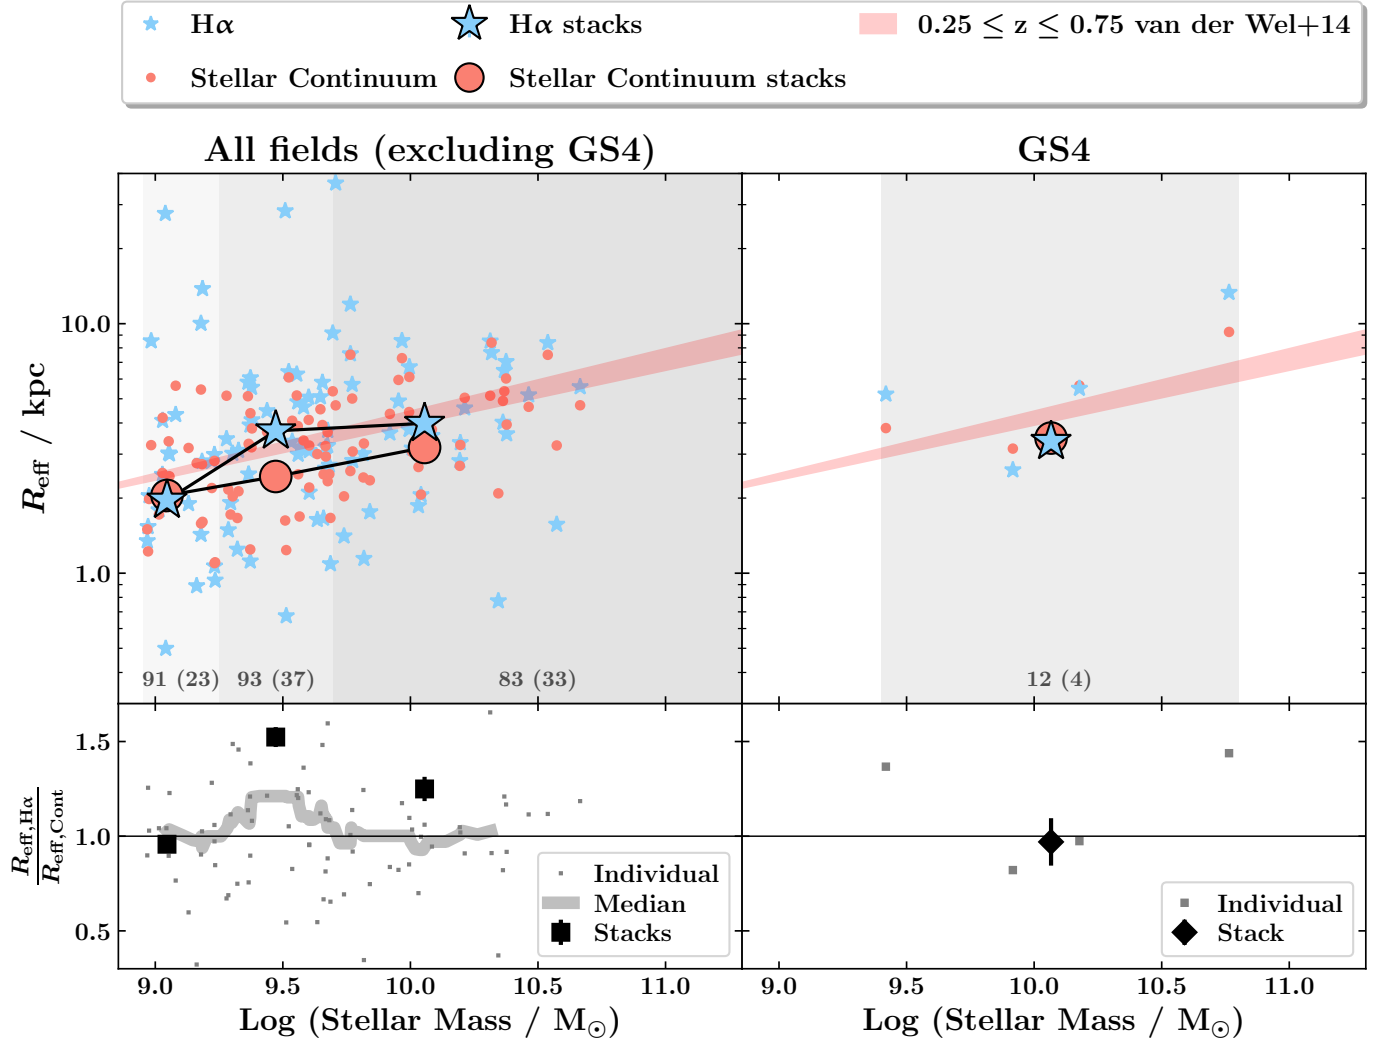 Hα
Hα stacks
0.25 ≤ z ≤ 0.75 van der Wel+14
Stellar Continuum
Stellar Continuum stacks
All fields (excluding GS4)
GS4
R_eff / kpc
10.0
1.0
91 (23)
93 (37)
83 (33)
12 (4)
R_eff,Hα
R_eff,Cont
1.5
1.0
0.5
Individual
Median
Stacks
Individual
Stack
9.0 9.5 10.0 10.5 11.0
9.0 9.5 10.0 10.5 11.0
Log (Stellar Mass / M⊙)
Log (Stellar Mass / M⊙)